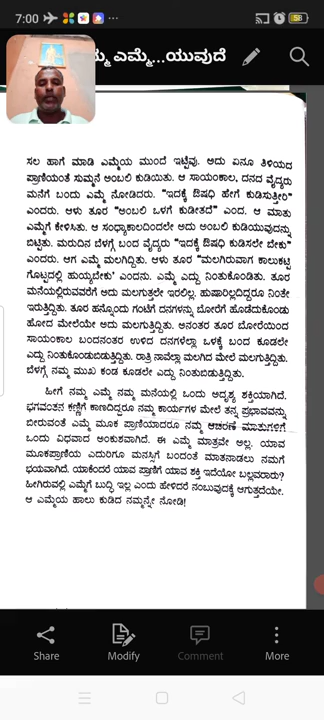 7:00
58
ಮ್ಮ ಎಮ್ಮೆ...ಯುವುದೆ
ಸಲ ಹಾಗೆ ಮಾಡಿ ಎಮ್ಮೆಯ ಮುಂದೆ ಇಟ್ಟೆವು. ಅದು ಏನೂ ತಿಳಿಯದ
ಪ್ರಾಣಿಯಂತೆ ಸುಮ್ಮನೆ ಅಂಬಲಿ ಕುಡಿಯಿತು. ಆ ಸಾಯಂಕಾಲ, ದನದ ವೈದ್ಯರು
ಮನೆಗೆ ಬಂದು ಎಮ್ಮೆ ನೋಡಿದರು. "ಇದಕ್ಕೆ ಔಷಧಿ ಹೇಗೆ ಕುಡಿಸುತ್ತೀರಿ"
ಎಂದರು. ಆಳು ತೂರ "ಅಂಬಲಿ ಒಳಗೆ ಕುಡೀತದೆ" ಎಂದ. ಆ ಮಾತು
ಎಮ್ಮೆಗೆ ಕೇಳಿಸಿತು. ಆ ಸಂಧ್ಯಾಕಾಲದಿಂದಲೇ ಅದು ಅಂಬಲಿ ಕುಡಿಯುವುದನ್ನು
ಬಿಟ್ಟಿತು. ಮರುದಿನ ಬೆಳಗ್ಗೆ ಬಂದ ವೈದ್ಯರು "ಇದಕ್ಕೆ ಔಷಧಿ ಕುಡಿಸಲೇ ಬೇಕು"
ಎಂದರು. ಆಗ ಎಮ್ಮೆ ಮಲಗಿದ್ದಿತು. ಆಳು ತೂರ "ಮಲಗಿರುವಾಗ ಕಾಲುಕಟ್ಟಿ
ಗೊಟ್ಟದಲ್ಲಿ ಹುಯ್ಯಬೇಕು" ಎಂದನು. ಎಮ್ಮೆ ಎದ್ದು ನಿಂತುಕೊಂಡಿತು. ತೂರ
ಮನೆಯಲ್ಲಿರುವವರೆಗೆ ಅದು ಮಲಗುತ್ತಲೇ ಇರಲಿಲ್ಲ. ಹುಷಾರಿಲ್ಲದಿದ್ದರೂ ನಿಂತೇ
ಇರುತ್ತಿದ್ದಿತು. ತೂರ ಹನ್ನೊಂದು ಗಂಟೆಗೆ ದನಗಳನ್ನು ಬೋರೆಗೆ ಹೊಡೆದುಕೊಂಡು
ಹೋದ ಮೇಲೆಯೇ ಅದು ಮಲಗುತ್ತಿದ್ದಿತು. ಅನಂತರ ತೂರ ಬೋರೆಯಿಂದ
ಸಾಯಂಕಾಲ ಬಂದನಂತರ ಉಳಿದ ದನಗಳೆಲ್ಲಾ ಒಳಕ್ಕೆ ಬಂದ ಕೂಡಲೇ
ಎದ್ದು ನಿಂತುಕೊಂಡುಬಿಡುತ್ತಿದ್ದಿತು. ರಾತ್ರಿ ನಾವೆಲ್ಲಾ ಮಲಗಿದ ಮೇಲೆ ಮಲಗುತ್ತಿದ್ದಿತು.
ಬೆಳಗ್ಗೆ ನಮ್ಮ ಮುಖ ಕಂಡ ಕೂಡಲೇ ಎದ್ದು ನಿಂತುಬಿಡುತ್ತಿದ್ದಿತು.
ಹೀಗೆ ನಮ್ಮ ಎಮ್ಮೆ ನಮ್ಮ ಮನೆಯಲ್ಲಿ ಒಂದು ಅದೃಶ್ಯ ಶಕ್ತಿಯಾಗಿದೆ.
ಭಗವಂತನ ಕಣ್ಣಿಗೆ ಕಾಣದಿದ್ದರೂ ನಮ್ಮ ಕಾರ್ಯಗಳ ಮೇಲೆ ತನ್ನ ಪ್ರಭಾವವನ್ನು
ಬೀರುವಂತೆ ಎಮ್ಮೆ ಮೂಕ ಪ್ರಾಣಿಯಾದರೂ ನಮ್ಮ ಆಚರಣೆ ಮಾತುಗಳಿಗೆ
ಒಂದು ವಿಧವಾದ ಅಂಕುಶವಾಗಿದೆ. ಈ ಎಮ್ಮೆ ಮಾತ್ರವೇ ಅಲ್ಲ. ಯಾವ
ಮೂಕಪ್ರಾಣಿಯ ಎದುರಿಗೂ ಮನಸ್ಸಿಗೆ ಬಂದಂತೆ ಮಾತನಾಡಲು ನಮಗೆ
ಭಯವಾಗಿದೆ. ಯಾಕೆಂದರೆ ಯಾವ ಪ್ರಾಣಿಗೆ ಯಾವ ಶಕ್ತಿ ಇದೆಯೋ ಬಲ್ಲವರಾರು?
ಹೀಗಿರುವಲ್ಲಿ ಎಮ್ಮೆಗೆ ಬುದ್ಧಿ ಇಲ್ಲ ಎಂದು ಹೇಳಿದರೆ ನಂಬುವುದಕ್ಕೆ ಆಗುತ್ತದೆಯೇ.
ಆ ಎಮ್ಮೆಯ ಹಾಲು ಕುಡಿದ ನಮ್ಮನ್ನೇ ನೋಡಿ!
Share Modify Comment More